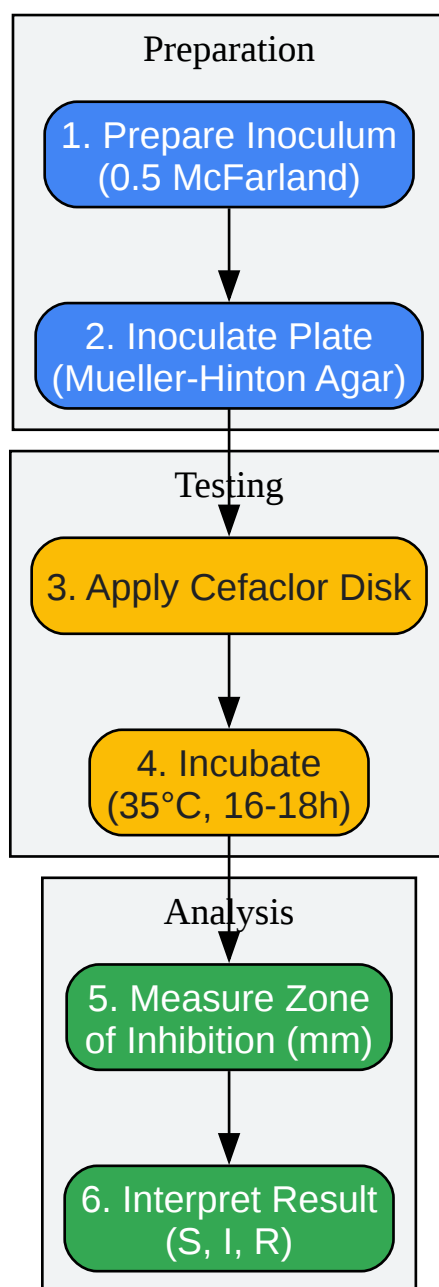 Preparation
1. Prepare Inoculum
(0.5 McFarland)
2. Inoculate Plate
(Mueller-Hinton Agar)
Testing
3. Apply Cefaclor Disk
4. Incubate
(35°C, 16-18h)
Analysis
5. Measure Zone
of Inhibition (mm)
6. Interpret Result
(S, I, R)